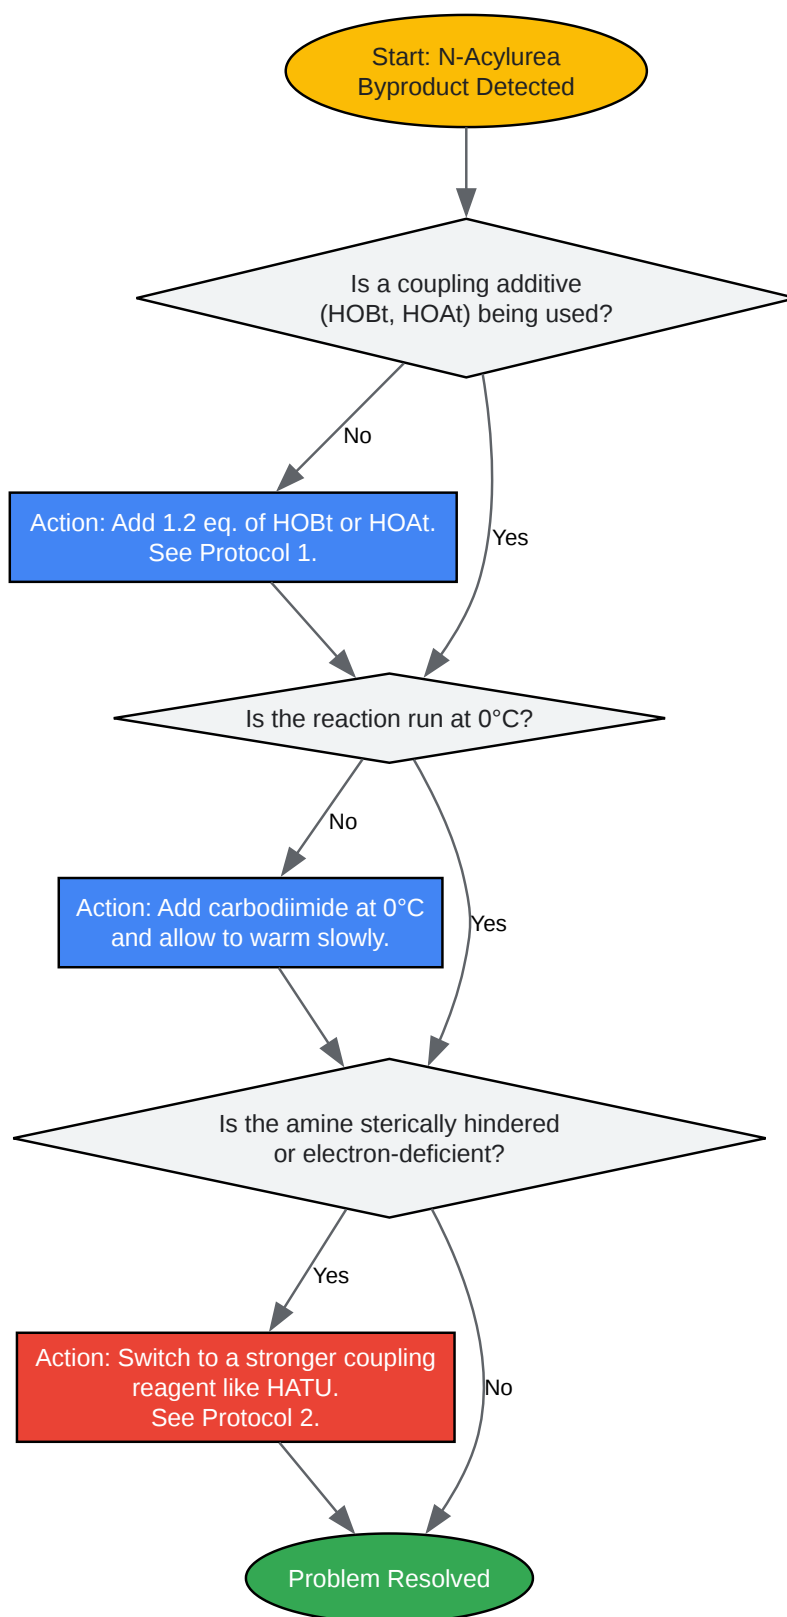 Start: N-Acylurea
Byproduct Detected
Is a coupling additive
(HOBt, HOAt) being used?
No
Action: Add 1.2 eq. of HOBt or HOAt.
See Protocol 1.
Yes
Is the reaction run at 0°C?
No
Action: Add carbodiimide at 0°C
and allow to warm slowly.
Yes
Is the amine sterically hindered
or electron-deficient?
Yes
Action: Switch to a stronger coupling
reagent like HATU.
See Protocol 2.
No
Problem Resolved